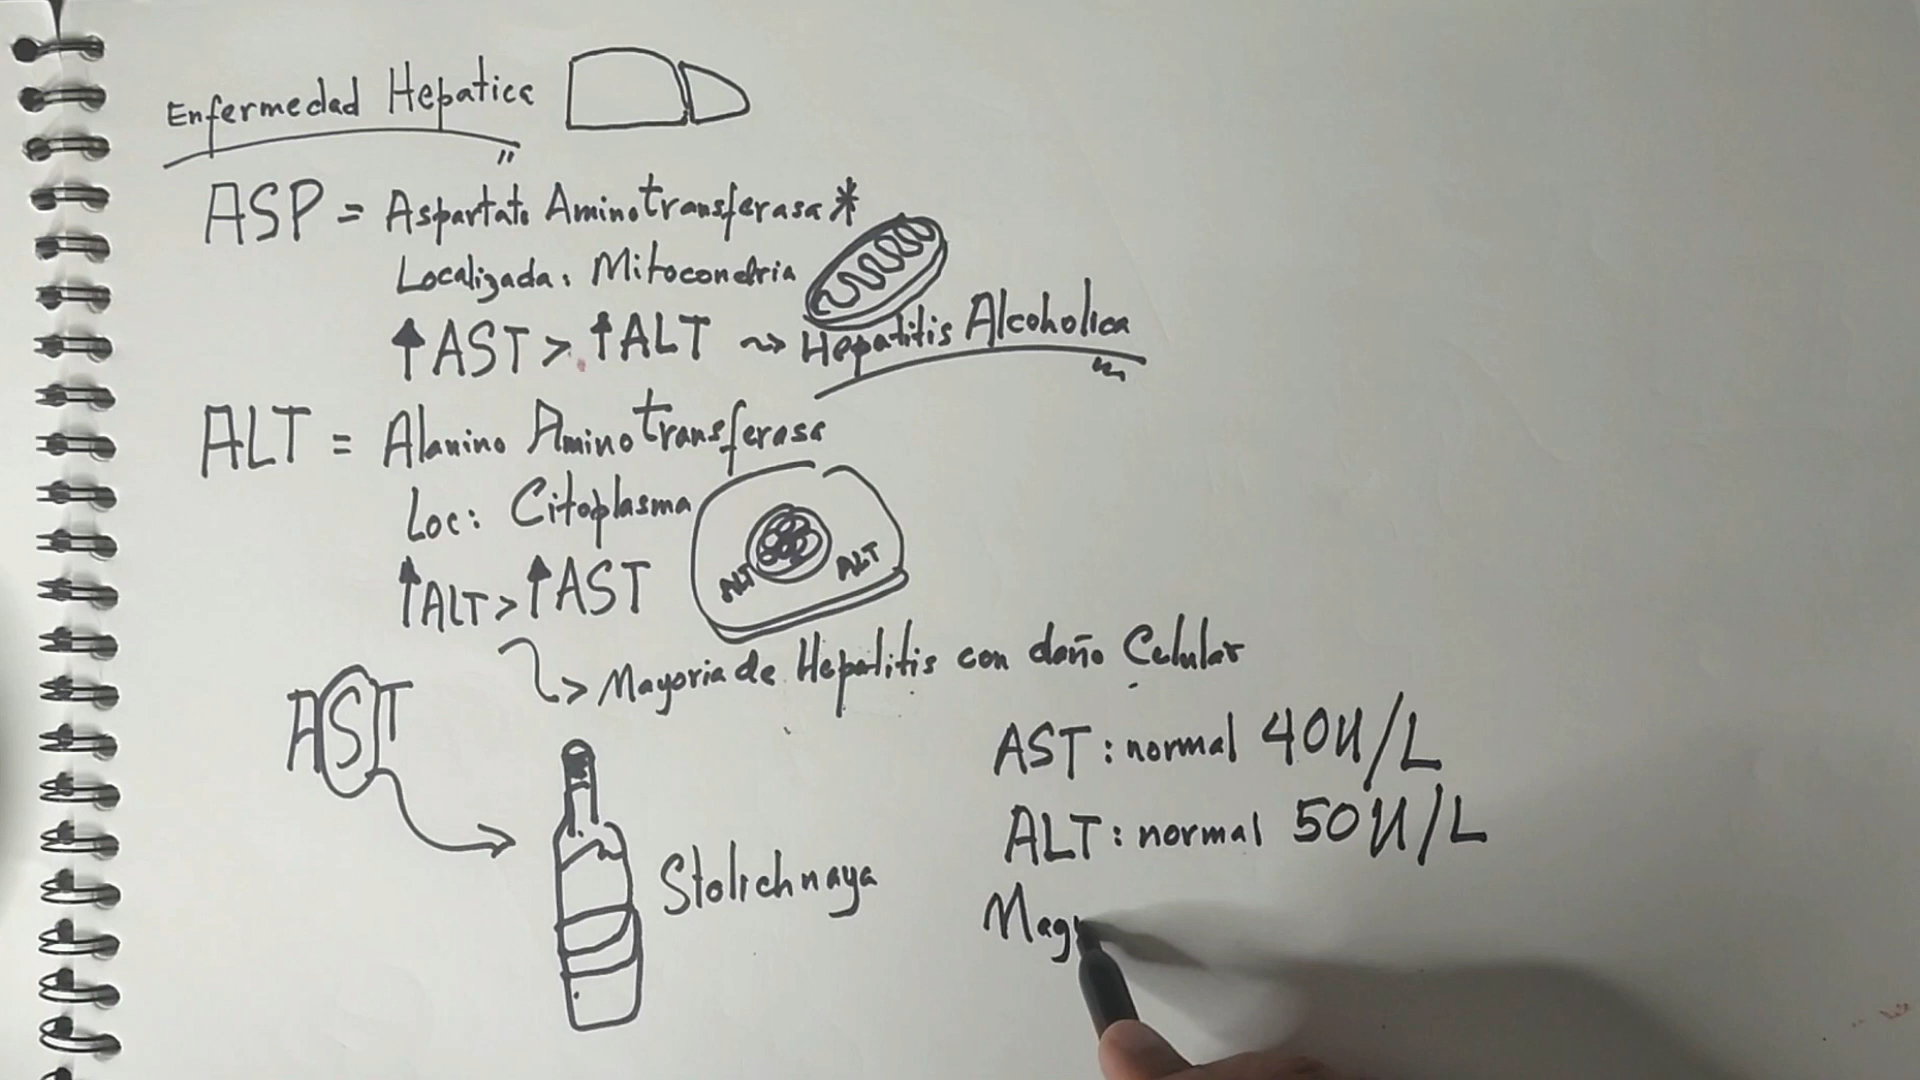 Enfermedad Hepatica
ASP = Aspartato Aminotransferasa*
Localizada: Mitocondria
↑AST > ↑ALT ⇝ Hepatitis Alcoholica
ALT = Alanino Aminotransferasa
Loc: Citoplasma
ALT ALT
↑ALT > ↑AST
↳> Mayoria de Hepatitis con daño Celular
AST
Stolichnaya
AST: normal 40U/L
ALT: normal 50U/L
Mag